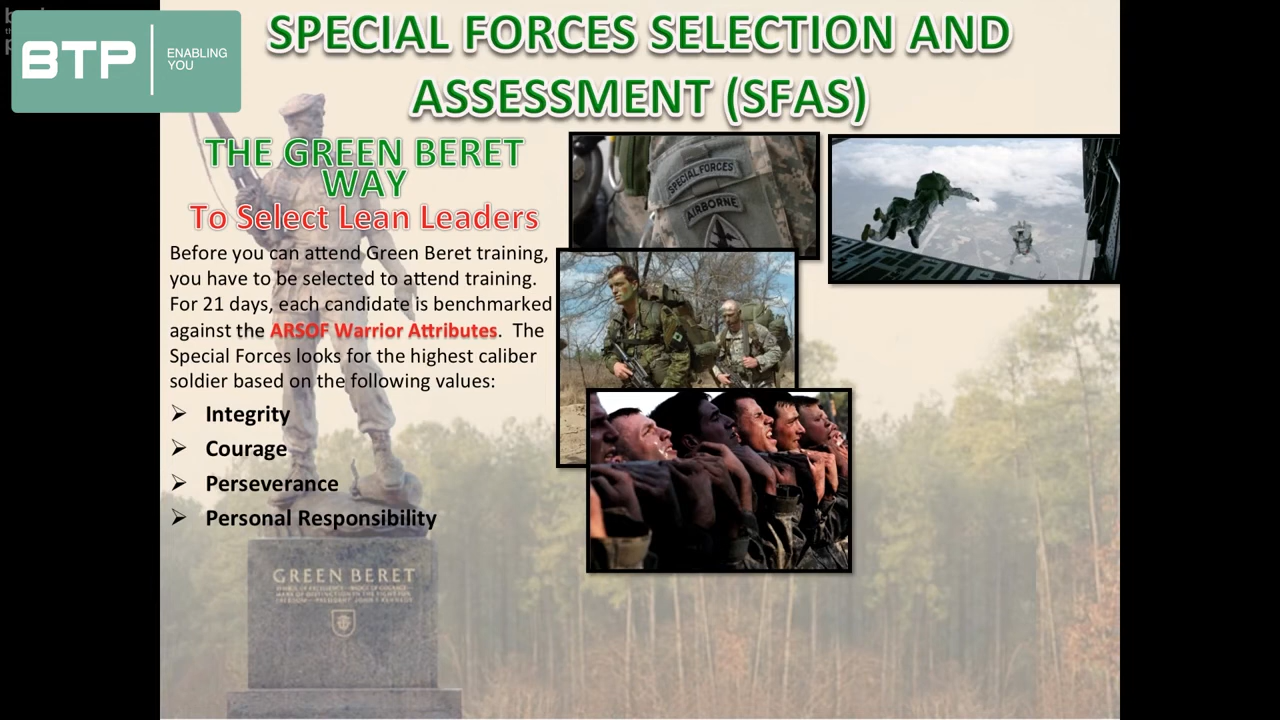 BTP
ENABLING
YOU
SPECIAL FORCES SELECTION AND
ASSESSMENT (SFAS)
THE GREEN BERET
WAY
To Select Lean Leaders
Before you can attend Green Beret training,
you have to be selected to attend training.
For 21 days, each candidate is benchmarked
against the ARSOF Warrior Attributes. The
Special Forces looks for the highest caliber
soldier based on the following values:
Integrity
Courage
Perseverance
Personal Responsibility
SPECIAL FORCES
AIRBORNE
GREEN BERET